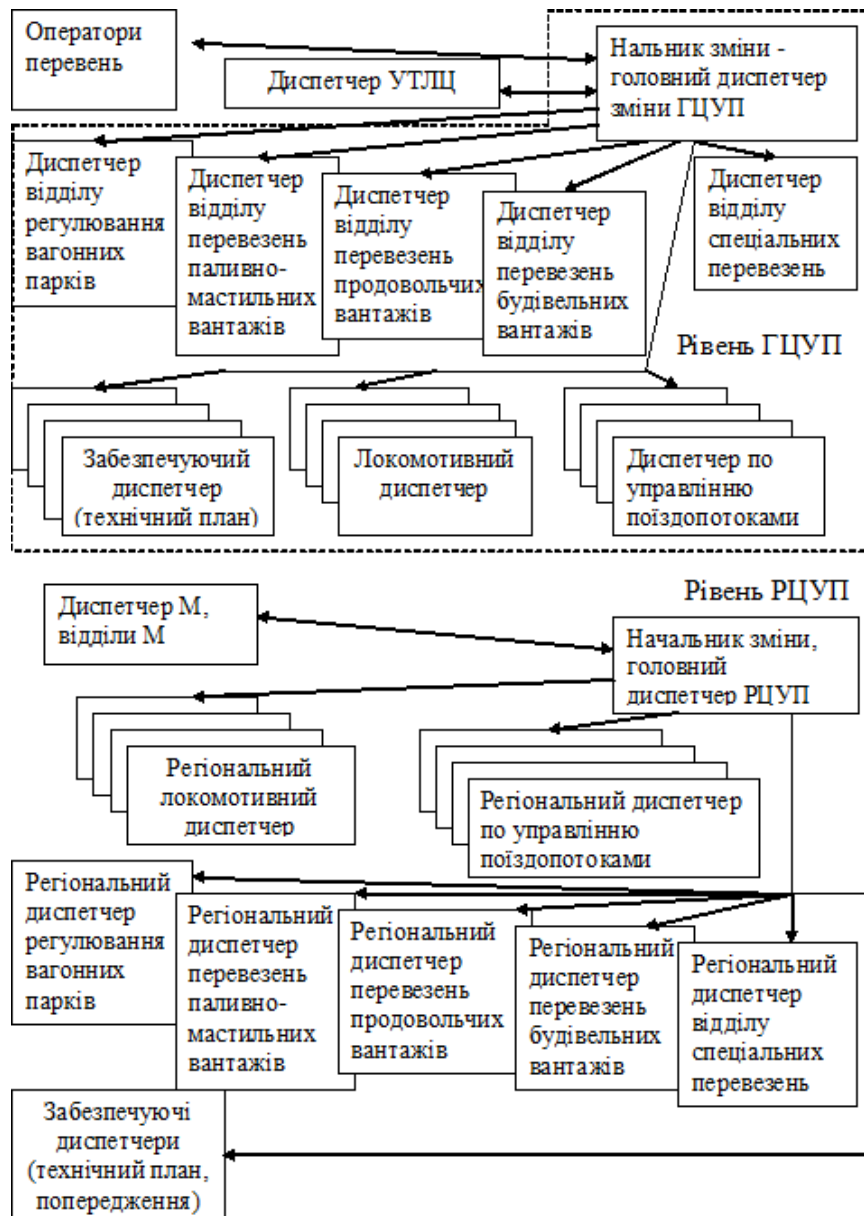 Оператори
перевень
Диспетчер УТЛЦ
Нальник зміни -
головний диспетчер
зміни ГЦУП
Диспетчер
відділу
регулювання
вагонних
парків
Диспетчер
відділу
перевезень
паливно-
мастильних
вантажів
Диспетчер
відділу
перевезень
продовольчих
вантажів
Диспетчер
відділу
перевезень
будівельних
вантажів
Диспетчер
відділу
спеціальних
перевезень
Рівень ГЦУП
Забезпечуючий
диспетчер
(технічний план)
Локомотивний
диспетчер
Диспетчер по
управлінню
поїздопотоками
Рівень РЦУП
Диспетчер М,
відділи М
Начальник зміни,
головний
диспетчер РЦУП
Регіональний
локомотивний
диспетчер
Регіональний диспетчер
по управлінню
поїздопотоками
Регіональний
диспетчер
регулювання
вагонних
парків
Регіональний
диспетчер
перевезень
паливно-
мастильних
вантажів
Регіональний
диспетчер
перевезень
продовольчих
вантажів
Регіональний
диспетчер
перевезень
будівельних
вантажів
Регіональний
диспетчер
відділу
спеціальних
перевезень
Забезпечуючі
диспетчери
(технічний план,
попередження)